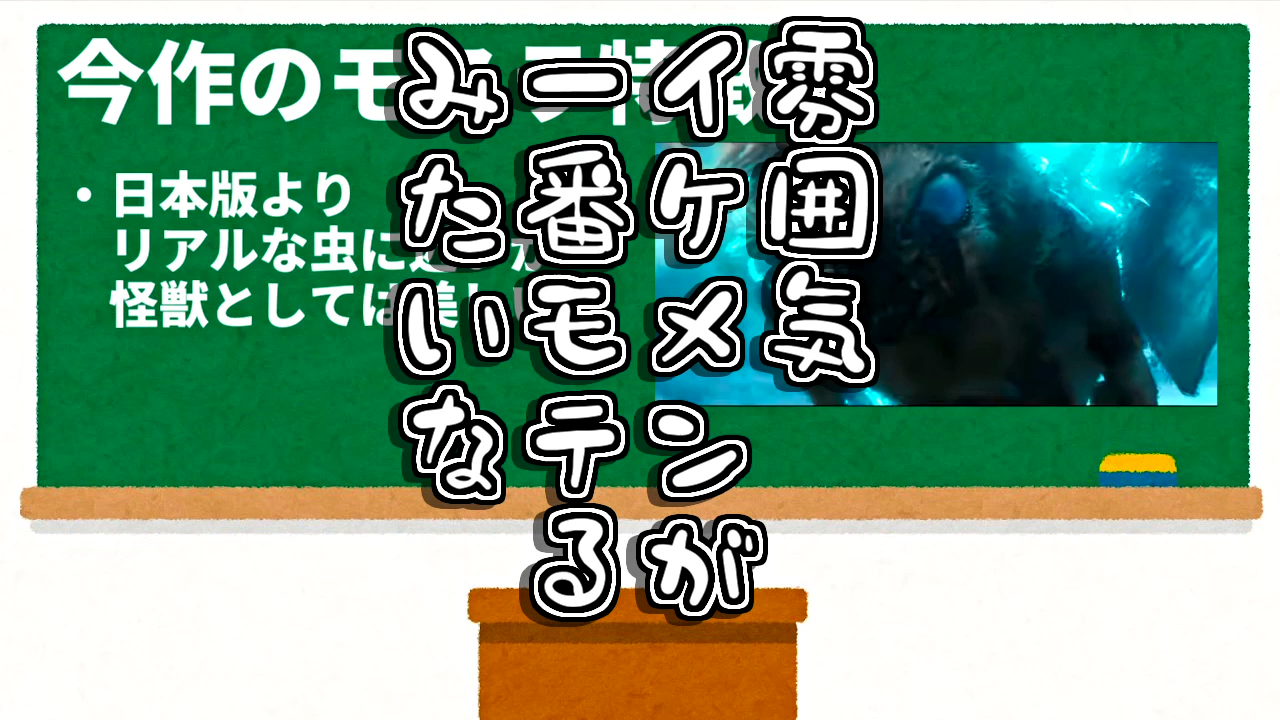 雰囲気
イケメンが
一番モテる
みたいな
今作のモ
・日本版より
リアルな虫に
怪獣としては美し